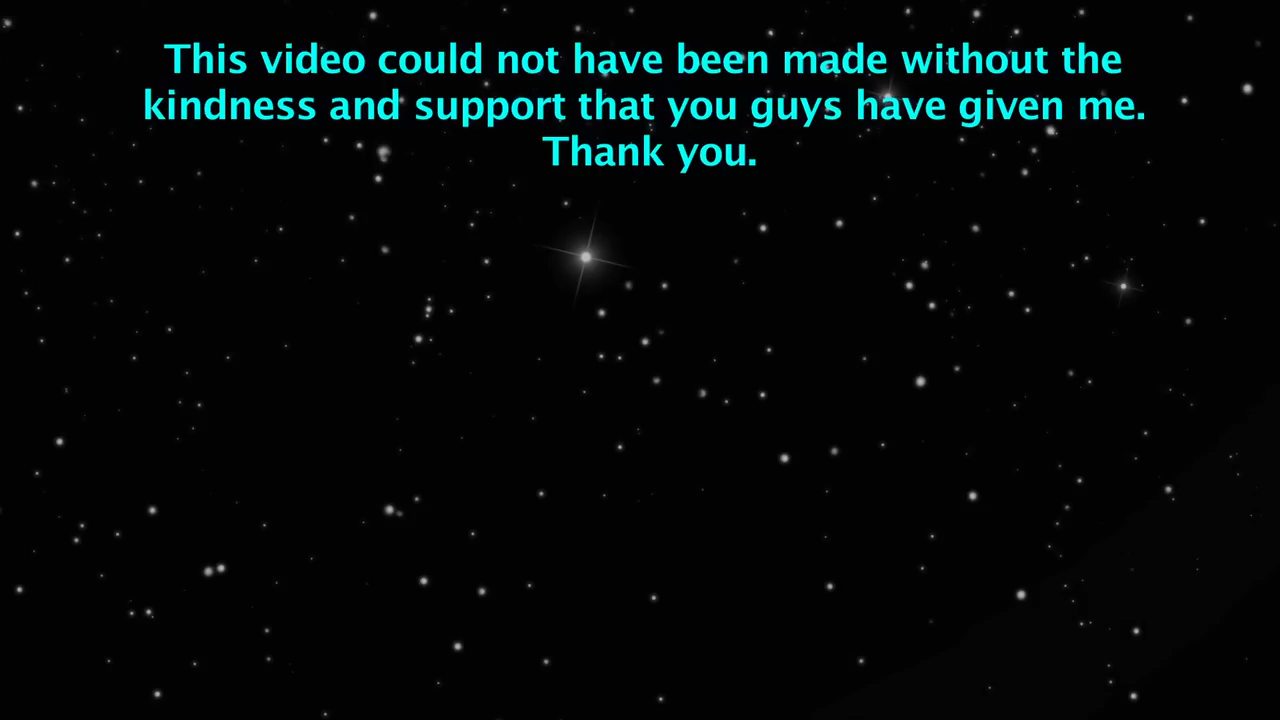 This video could not have been made without the
kindness and support that you guys have given me.
Thank you.